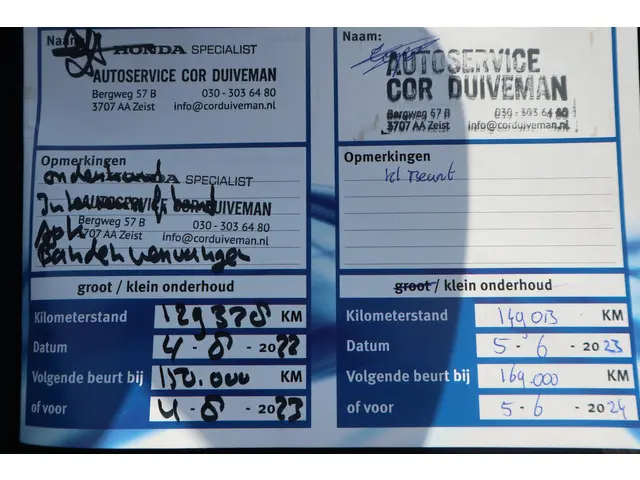 Naam:
HONDA SPECIALIST
AUTOSERVICE COR DUIVEMAN
Bergweg 57 B 030 - 303 64 80
3707 AA Zeist info@corduiveman.nl
Opmerkingen
onderhoud
HONDA SPECIALIST
AUTOSERVICE COR DUIVEMAN
Bergweg 57 B 030 - 303 64 80
3707 AA Zeist info@corduiveman.nl
Apk
Banden vervangen
groot / klein onderhoud
Kilometerstand 129378 KM
Datum 4 - 8 - 2022
Volgende beurt bij 150.000 KM
of voor 4 - 8 - 2023
Naam:
AUTOSERVICE
COR DUIVEMAN
Bergweg 57 B 030 - 303 64 80
3707 AA Zeist info@corduiveman.nl
Opmerkingen
kl Beurt
groot / klein onderhoud
Kilometerstand 149 013 KM
Datum 5 - 6 - 2023
Volgende beurt bij 169.000 KM
of voor 5 - 6 - 2024